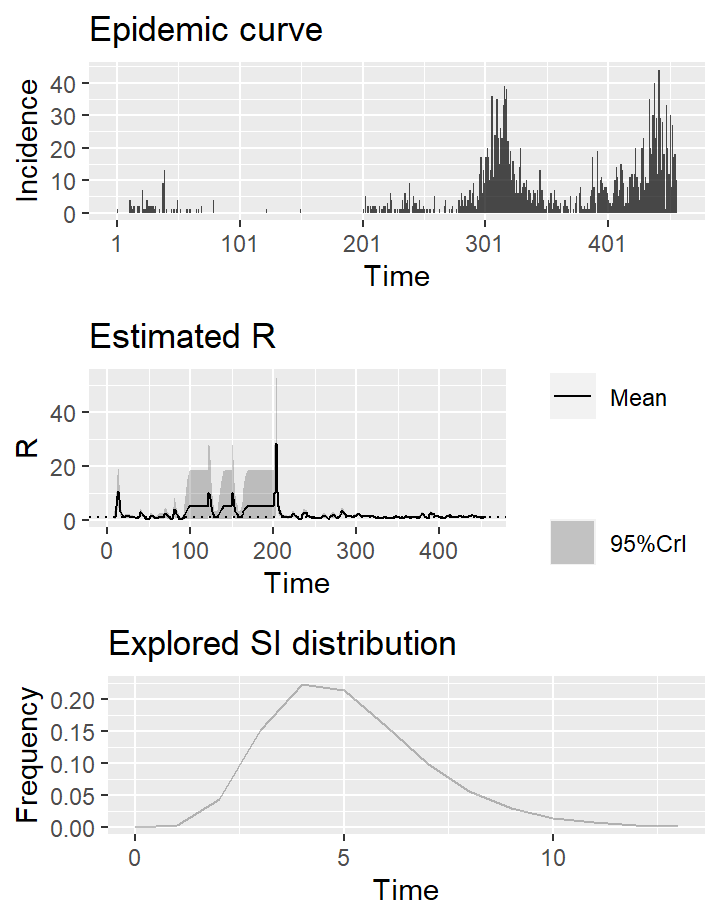 Epidemic curve
Incidence
40
30
20
10
0
1 101 201 301 401
Time
Estimated R
R
40
20
0
0 100 200 300 400
Time
Mean
95%CrI
Explored SI distribution
Frequency
0.20
0.15
0.10
0.05
0.00
0 5 10
Time